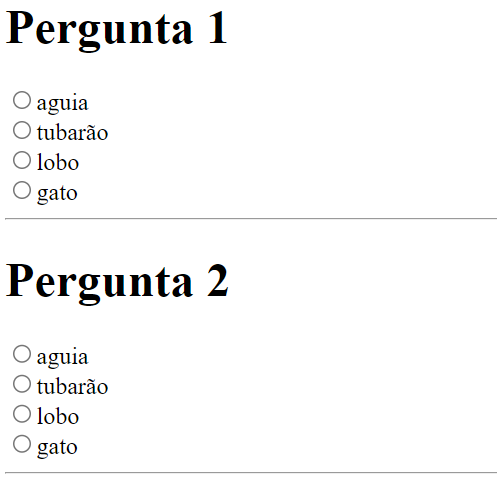 Pergunta 1
aguia
tubarão
lobo
gato
Pergunta 2
aguia
tubarão
lobo
gato